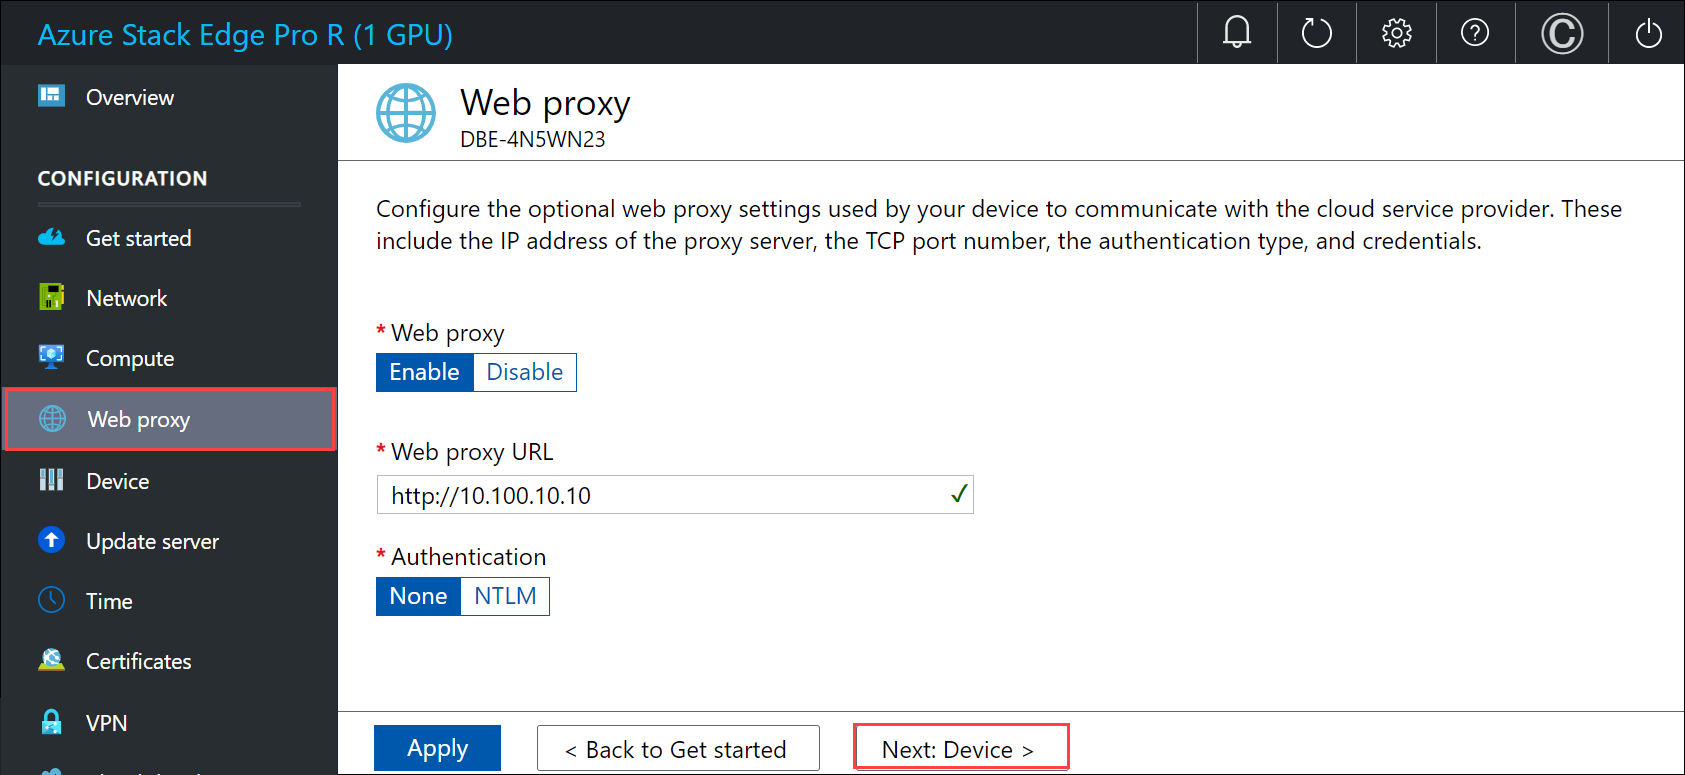 Azure Stack Edge Pro R (1 GPU)
Overview
CONFIGURATION
Get started
Network
Compute
Web proxy
Device
Update server
Time
Certificates
VPN
Web proxy
DBE-4N5WN23
Configure the optional web proxy settings used by your device to communicate with the cloud service provider. These
include the IP address of the proxy server, the TCP port number, the authentication type, and credentials.
* Web proxy
Enable Disable
* Web proxy URL
http://10.100.10.10
* Authentication
None NTLM
Apply < Back to Get started Next: Device >